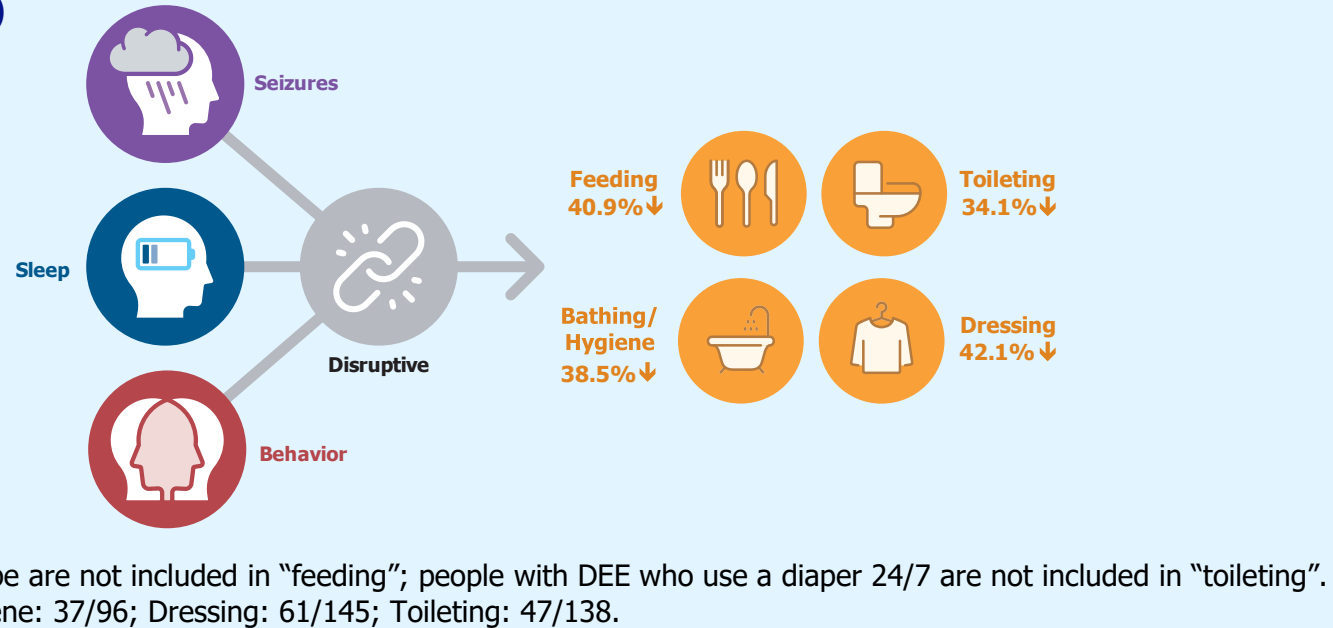 Seizures
Sleep
Disruptive
Behavior
Feeding
40.9%↓
Toileting
34.1%↓
Bathing/
Hygiene
38.5%↓
Dressing
42.1%↓
are not included in “feeding”; people with DEE who use a diaper 24/7 are not included in “toileting”.
37/96; Dressing: 61/145; Toileting: 47/138.